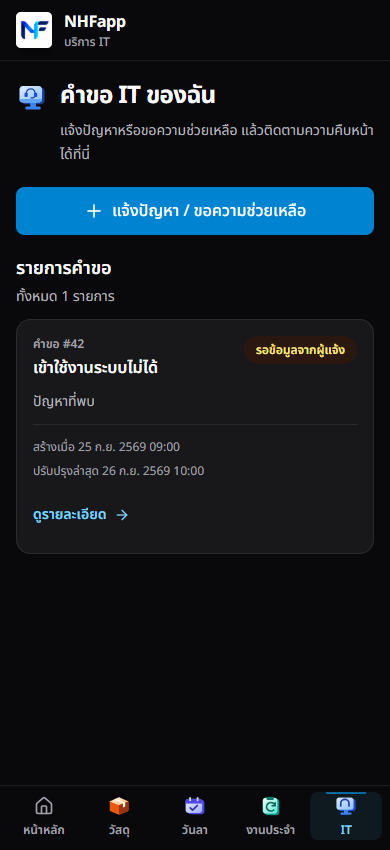 NF
NHFapp
บริการ IT
คำขอ IT ของฉัน
แจ้งปัญหาหรือขอความช่วยเหลือ แล้วติดตามความคืบหน้า
ได้ที่นี่
แจ้งปัญหา / ขอความช่วยเหลือ
รายการคำขอ
ทั้งหมด 1 รายการ
คำขอ #42
รอข้อมูลจากผู้แจ้ง
เข้าใช้งานระบบไม่ได้
ปัญหาที่พบ
สร้างเมื่อ 25 ก.ย. 2569 09:00
ปรับปรุงล่าสุด 26 ก.ย. 2569 10:00
ดูรายละเอียด
หน้าหลัก
วัสดุ
วันลา
งานประจำ
IT